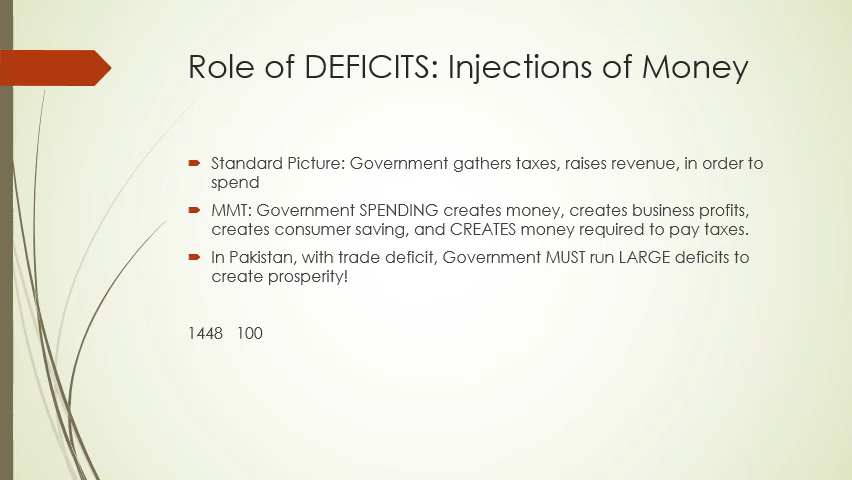 Role of DEFICITS: Injections of Money
Standard Picture: Government gathers taxes, raises revenue, in order to
spend
MMT: Government SPENDING creates money, creates business profits,
creates consumer saving, and CREATES money required to pay taxes.
In Pakistan, with trade deficit, Government MUST run LARGE deficits to
create prosperity!
1448 100